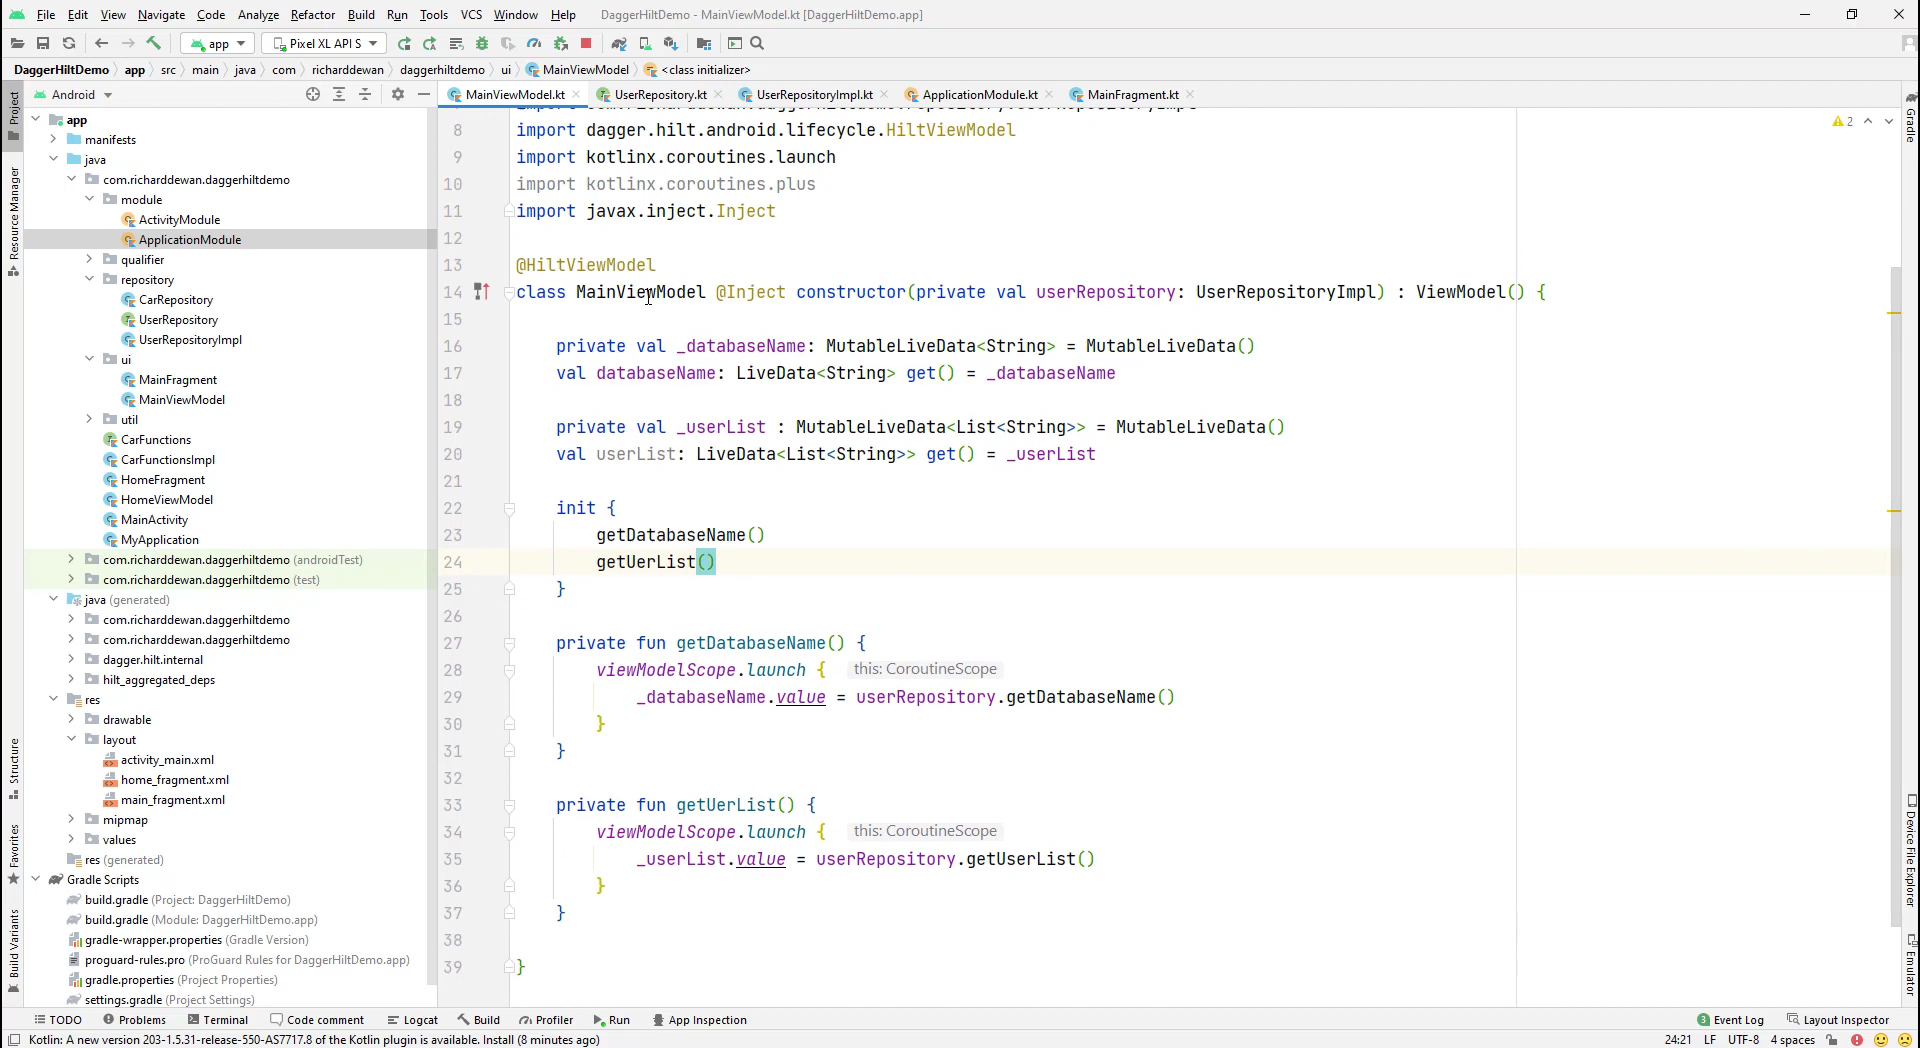 File Edit View Navigate Code Analyze Refactor Build Run Tools VCS Window Help DaggerHiltDemo - MainViewModel.kt [DaggerHiltDemo.app]
app Pixel XL API S
DaggerHiltDemo app src main java com richarddewan daggerhiltdemo ui MainViewModel <class initializer>
Android
MainViewModel.kt UserRepository.kt UserRepositoryImpl.kt ApplicationModule.kt MainFragment.kt
Project
Resource Manager
Structure
Favorites
Build Variants
app
manifests
java
com.richarddewan.daggerhiltdemo
module
ActivityModule
ApplicationModule
qualifier
repository
CarRepository
UserRepository
UserRepositoryImpl
ui
MainFragment
MainViewModel
util
CarFunctions
CarFunctionsImpl
HomeFragment
HomeViewModel
MainActivity
MyApplication
com.richarddewan.daggerhiltdemo (androidTest)
com.richarddewan.daggerhiltdemo (test)
java (generated)
com.richarddewan.daggerhiltdemo
com.richarddewan.daggerhiltdemo
dagger.hilt.internal
hilt_aggregated_deps
res
drawable
layout
activity_main.xml
home_fragment.xml
main_fragment.xml
mipmap
values
res (generated)
Gradle Scripts
build.gradle (Project: DaggerHiltDemo)
build.gradle (Module: DaggerHiltDemo.app)
gradle-wrapper.properties (Gradle Version)
proguard-rules.pro (ProGuard Rules for DaggerHiltDemo.app)
gradle.properties (Project Properties)
settings.gradle (Project Settings)
2
8 import dagger.hilt.android.lifecycle.HiltViewModel
9 import kotlinx.coroutines.launch
10 import kotlinx.coroutines.plus
11 import javax.inject.Inject
12
13 @HiltViewModel
14 class MainViewModel @Inject constructor(private val userRepository: UserRepositoryImpl) : ViewModel() {
15
16 private val _databaseName: MutableLiveData<String> = MutableLiveData()
17 val databaseName: LiveData<String> get() = _databaseName
18
19 private val _userList : MutableLiveData<List<String>> = MutableLiveData()
20 val userList: LiveData<List<String>> get() = _userList
21
22 init {
23 getDatabaseName()
24 getUerList()
25 }
26
27 private fun getDatabaseName() {
28 viewModelScope.launch { this: CoroutineScope
29 _databaseName.value = userRepository.getDatabaseName()
30 }
31 }
32
33 private fun getUerList() {
34 viewModelScope.launch { this: CoroutineScope
35 _userList.value = userRepository.getUserList()
36 }
37 }
38
39 }
Gradle
Device File Explorer
Emulator
TODO Problems Terminal Code comment Logcat Build Profiler Run App Inspection 3 Event Log Layout Inspector
Kotlin: A new version 203-1.5.31-release-550-AS7717.8 of the Kotlin plugin is available. Install (8 minutes ago) 24:21 LF UTF-8 4 spaces